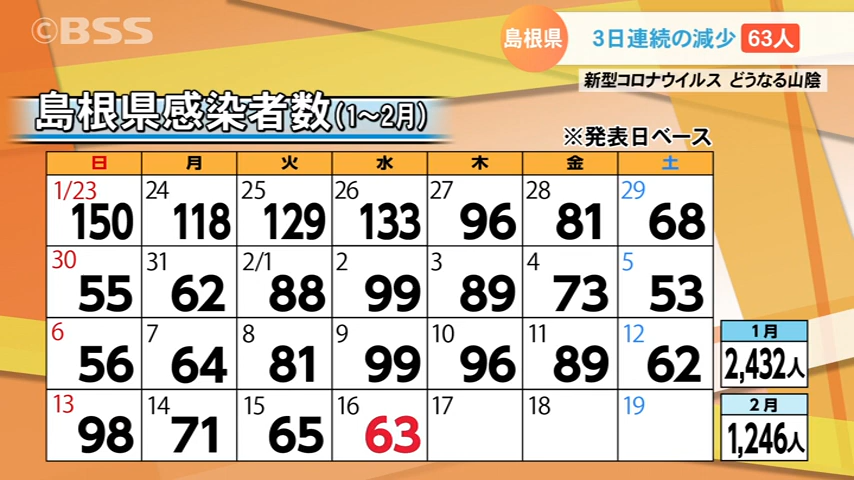 ©BSS
島根県 3日連続の減少 63人
新型コロナウイルス どうなる山陰
島根県感染者数(1～2月)
※発表日ベース
日 月 火 水 木 金 土
1/23 24 25 26 27 28 29
150 118 129 133 96 81 68
30 31 2/1 2 3 4 5
55 62 88 99 89 73 53
6 7 8 9 10 11 12
56 64 81 99 96 89 62
1月
2,432人
13 14 15 16 17 18 19
98 71 65 63
2月
1,246人